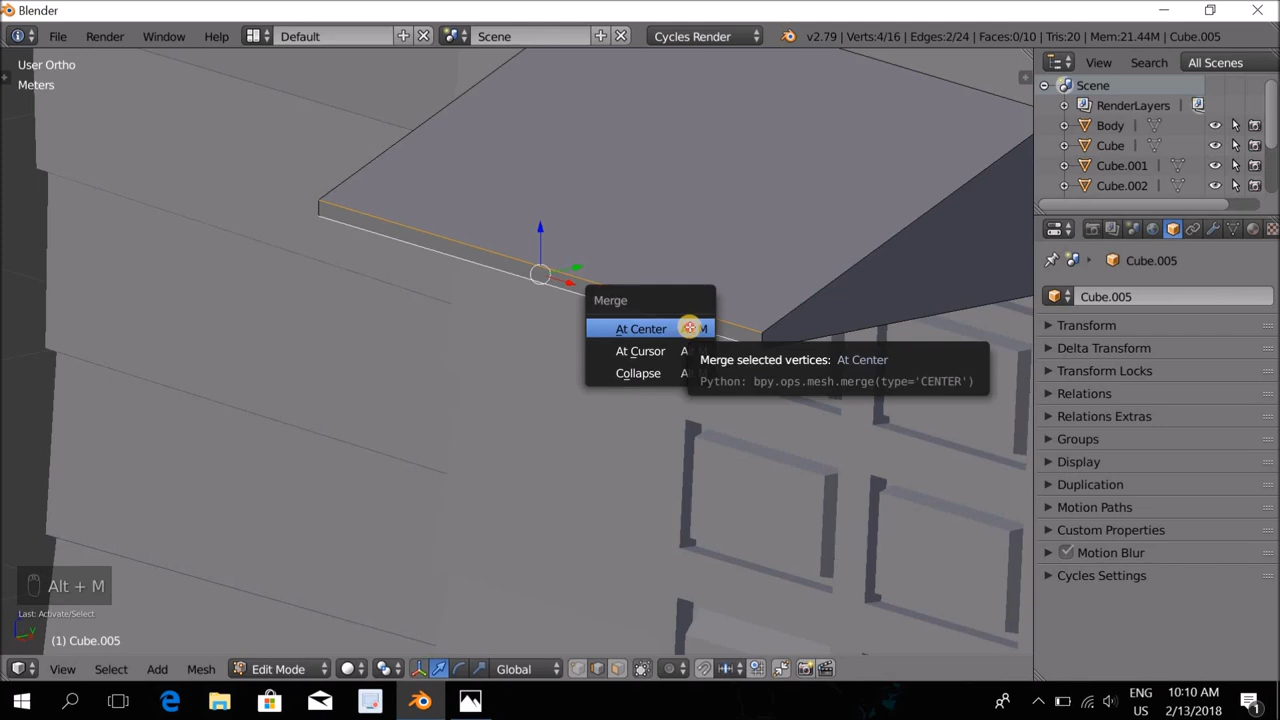 Blender
File Render Window Help Default Scene Cycles Render v2.79 | Verts:4/16 | Edges:2/24 | Faces:0/10 | Tris:20 | Mem:21.44M | Cube.005
User Ortho
Meters
View Search All Scenes
Scene
RenderLayers
Body
Cube
Cube.001
Cube.002
Cube.005
Cube.005
Transform
Delta Transform
Transform Locks
Relations
Relations Extras
Groups
Display
Duplication
Motion Paths
Custom Properties
Motion Blur
Cycles Settings
Merge
At Center M
At Cursor
Collapse
Merge selected vertices: At Center
Python: bpy.ops.mesh.merge(type='CENTER')
Alt + M
Last: Activate/Select
(1) Cube.005
View Select Add Mesh Edit Mode Global
ENG 10:10 AM
US 2/13/2018